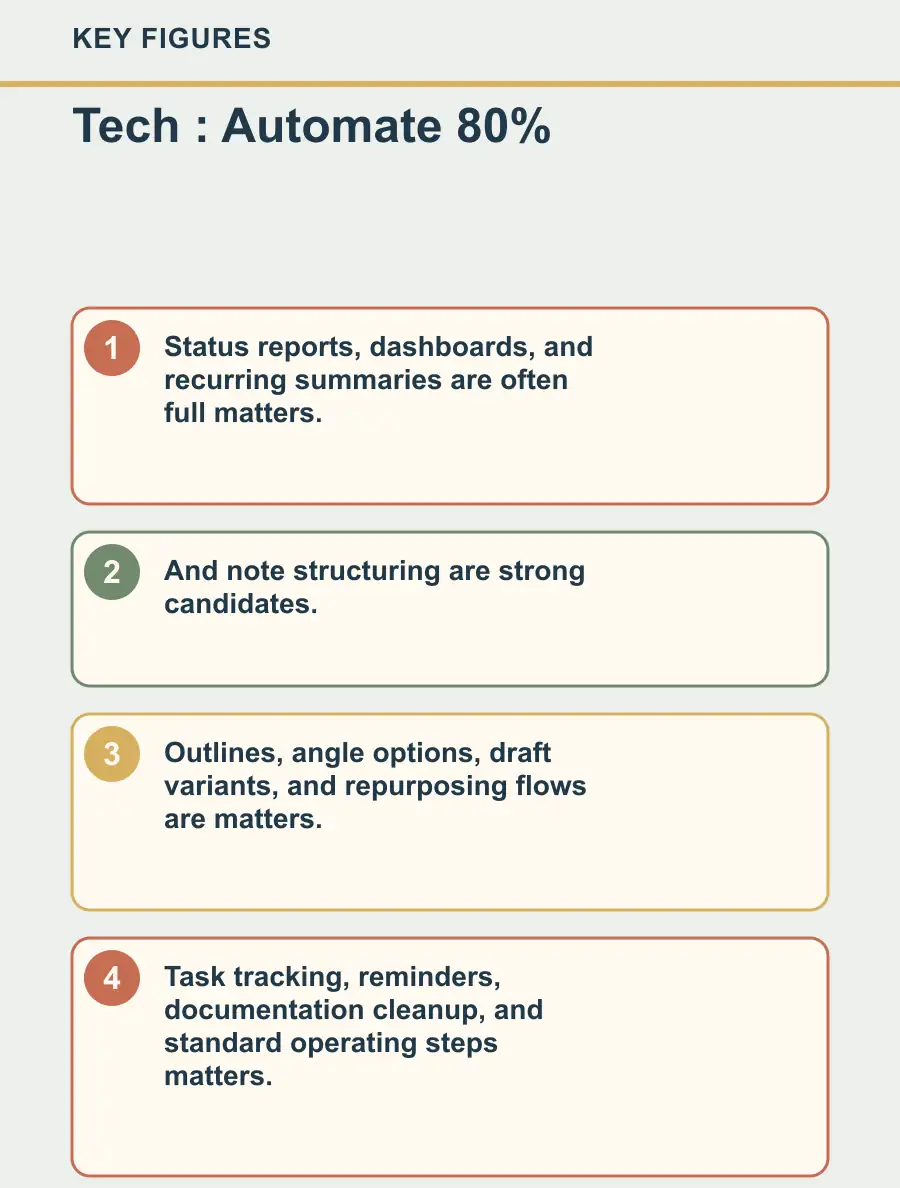 KEY FIGURES
Tech : Automate 80%
1
Status reports, dashboards, and
recurring summaries are often
full matters.
2
And note structuring are strong
candidates.
3
Outlines, angle options, draft
variants, and repurposing flows
are matters.
4
Task tracking, reminders,
documentation cleanup, and
standard operating steps
matters.